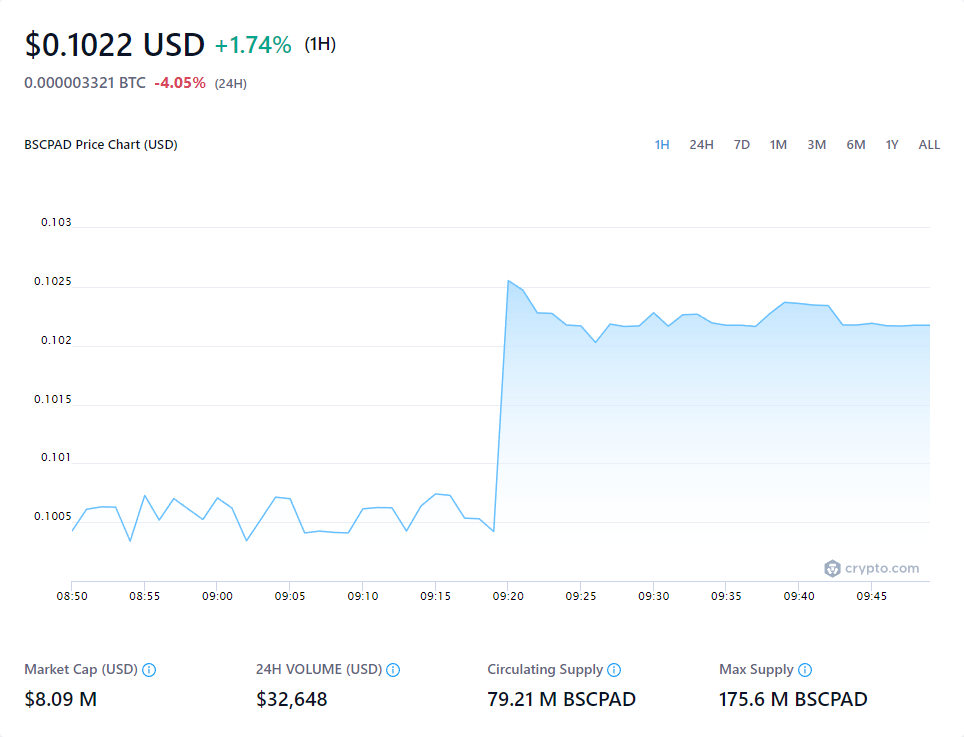 $0.1022 USD +1.74% (1H)
0.000003321 BTC -4.05% (24H)
BSCPAD Price Chart (USD) 1H 24H 7D 1M 3M 6M 1Y ALL
0.103
0.1025
0.102
0.1015
0.101
0.1005
crypto.com
08:50 08:55 09:00 09:05 09:10 09:15 09:20 09:25 09:30 09:35 09:40 09:45
Market Cap (USD) 24H VOLUME (USD) Circulating Supply Max Supply
$8.09 M $32,648 79.21 M BSCPAD 175.6 M BSCPAD